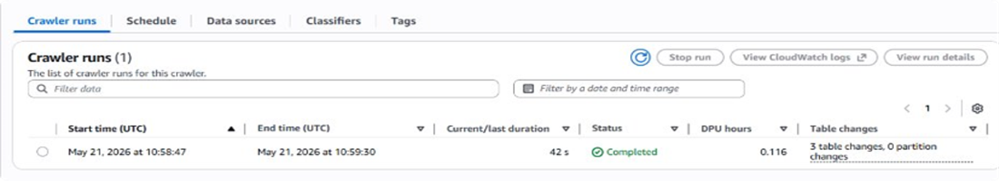 Crawler runs Schedule Data sources Classifiers Tags
Crawler runs (1) Stop run View CloudWatch logs View run details
The list of crawler runs for this crawler.
Filter data Filter by a date and time range
1
Start time (UTC) End time (UTC) Current/last duration Status DPU hours Table changes
May 21, 2026 at 10:58:47 May 21, 2026 at 10:59:30 42 s Completed 0.116 3 table changes, 0 partition
changes